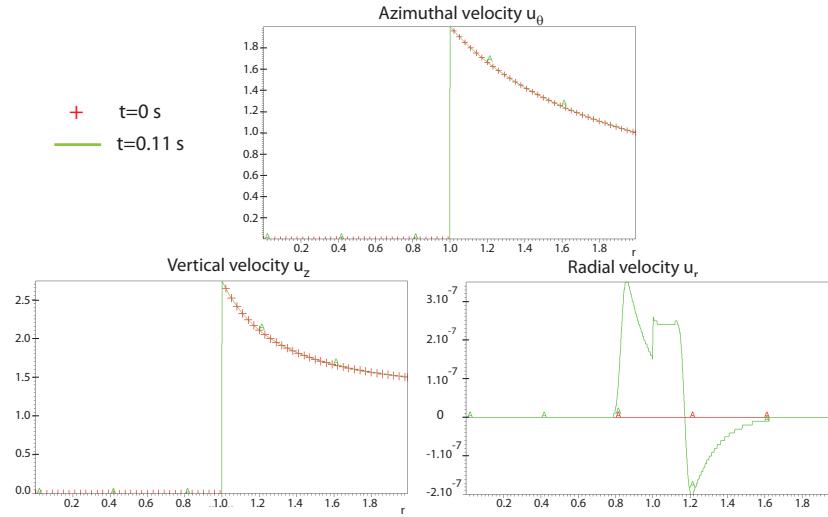 Azimuthal velocity uθ
1.8
1.6
1.4
1.2
1.0
0.8
0.6
0.4
0.2
0.2 0.4 0.6 0.8 1.0 1.2 1.4 1.6 1.8
r
t=0 s
t=0.11 s
Vertical velocity uz
2.5
2.0
1.5
1.0
0.5
0.0
0.2 0.4 0.6 0.8 1.0 1.2 1.4 1.6 1.8
r
Radial velocity ur
3.10-7
2.10-7
1.10-7
0
-1.10-7
-2.10-7
0.2 0.4 0.6 0.8 1.0 1.2 1.4 1.6 1.8